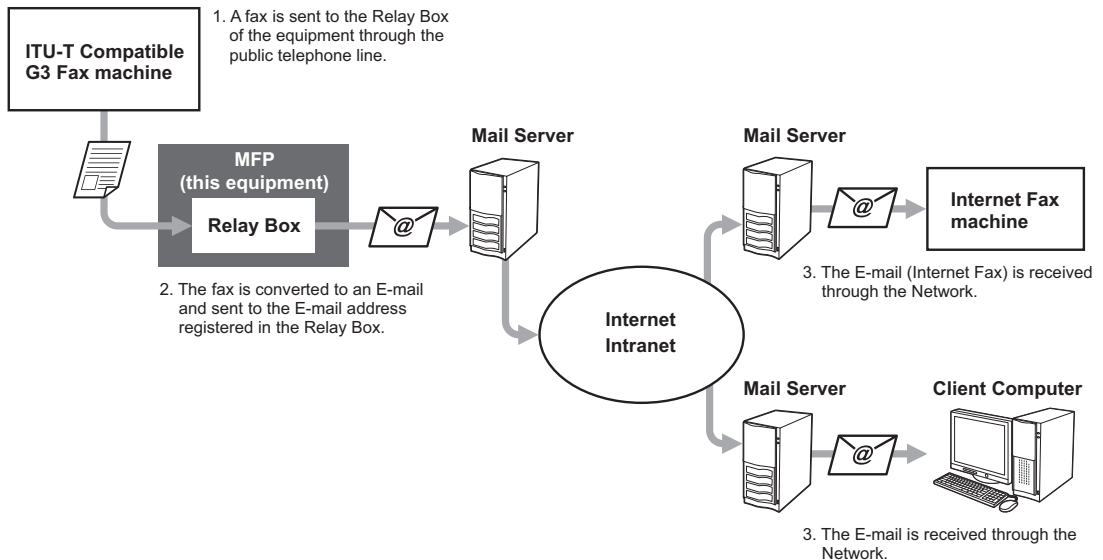 1. A fax is sent to the Relay Box
of the equipment through the
public telephone line.
ITU-T Compatible
G3 Fax machine
MFP
(this equipment)
Relay Box
@
Mail Server
2. The fax is converted to an E-mail
and sent to the E-mail address
registered in the Relay Box.
Internet
Intranet
Mail Server
@
Internet Fax
machine
3. The E-mail (Internet Fax) is received
through the Network.
Mail Server
@
Client Computer
3. The E-mail is received through the
Network.